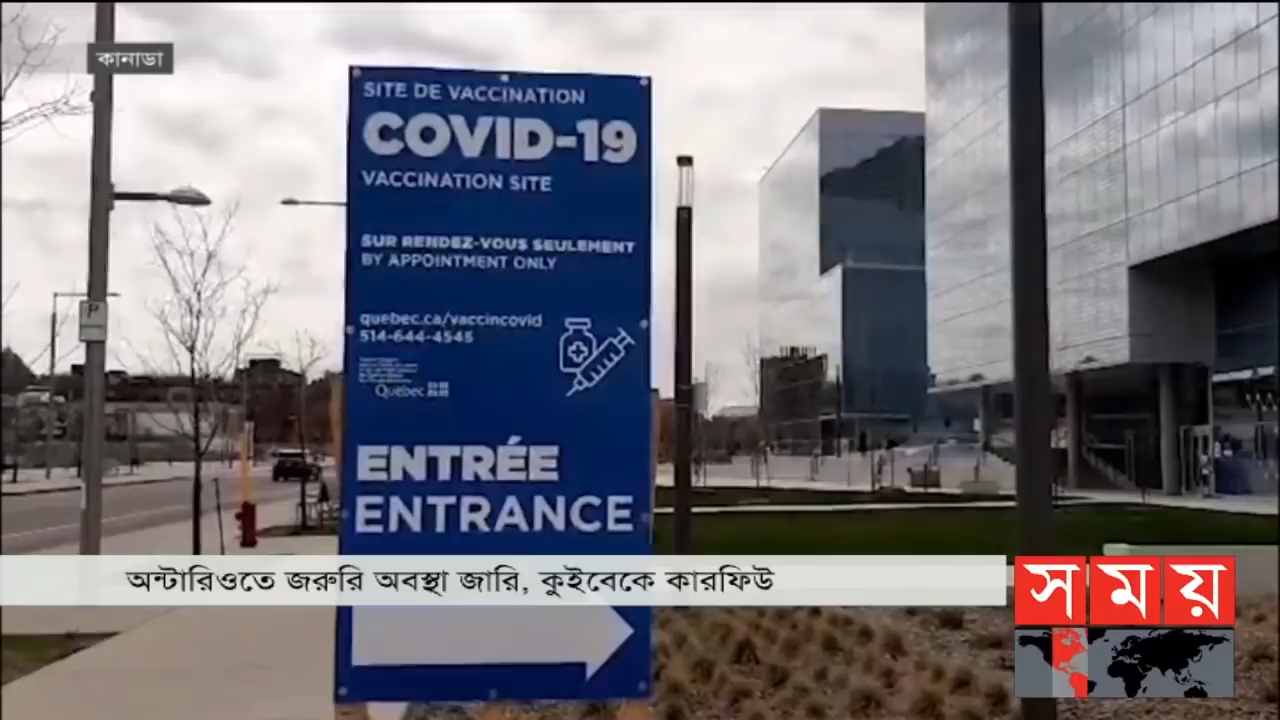 কানাডা
SITE DE VACCINATION
COVID-19
VACCINATION SITE
SUR RENDEZ-VOUS SEULEMENT
BY APPOINTMENT ONLY
quebec.ca/vaccincovid
514-644-4545
Québec
P
ENTRÉE
ENTRANCE
অন্টারিওতে জরুরি অবস্থা জারি, কুইবেকে কারফিউ
সময়